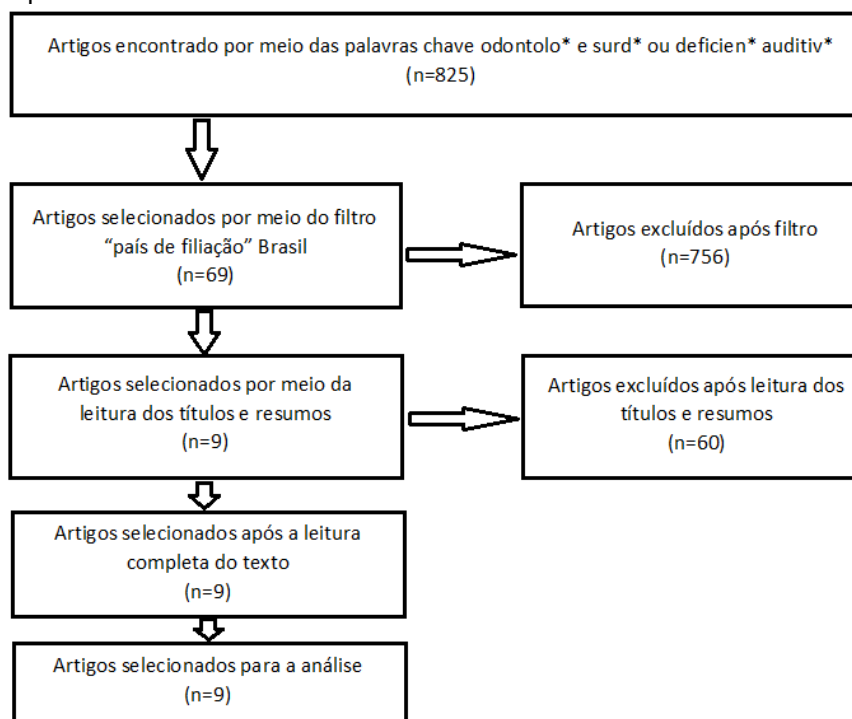 Artigos encontrado por meio das palavras chave odontolo* e surd* ou deficien* auditiv*
(n=825)
Artigos selecionados por meio do filtro
“país de filiação” Brasil
(n=69)
Artigos excluídos após filtro
(n=756)
Artigos selecionados por meio da
leitura dos títulos e resumos
(n=9)
Artigos excluídos após leitura dos
títulos e resumos
(n=60)
Artigos selecionados após a leitura
completa do texto
(n=9)
Artigos selecionados para a análise
(n=9)